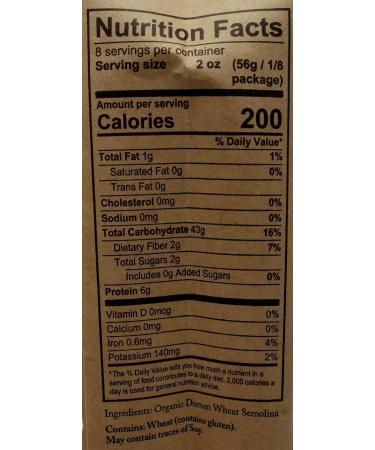 Nutrition Facts
8 servings per container
Serving size 2 oz (56g / 1/8
package)
Amount per serving
Calories 200
% Daily Value*
Total Fat 1g 1%
Saturated Fat 0g 0%
Trans Fat 0g
Cholesterol 0mg 0%
Sodium 0mg 0%
Total Carbohydrate 43g 16%
Dietary Fiber 2g 7%
Total Sugars 2g
Includes 0g Added Sugars 0%
Protein 6g
Vitamin D 0mcg 0%
Calcium 0mg 0%
Iron 0.6mg 4%
Potassium 140mg 2%
*The % Daily Value tells you how much a nutrient in a
serving of food contributes to a daily diet. 2,000 calories a
day is used for general nutrition advice.
Ingredients: Organic Durum Wheat Semolina
Contains: Wheat (contains gluten).
May contain traces of Soy.